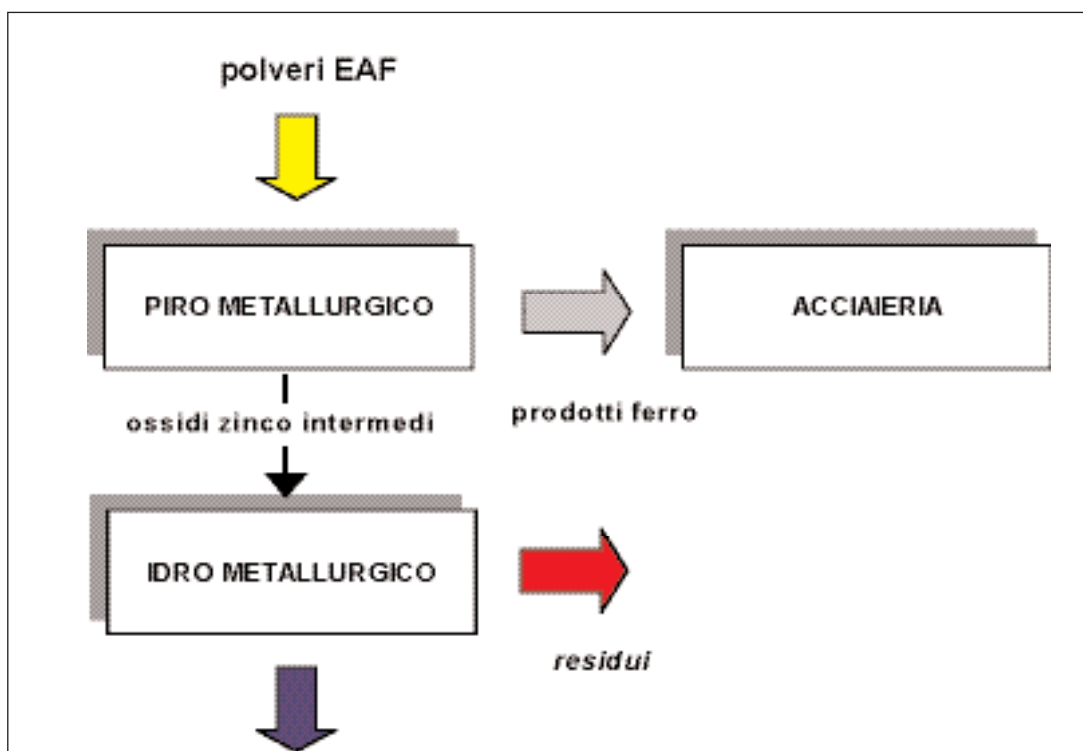 polveri EAF
PIRO METALLURGICO
ACCIAIERIA
ossidi zinco intermedi
prodotti ferro
IDRO METALLURGICO
residui